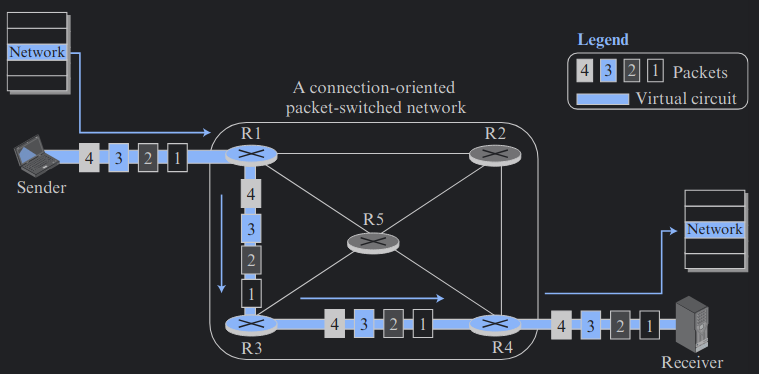 Network
Legend
4 3 2 1 Packets
Virtual circuit
A connection-oriented
packet-switched network
R1
R2
4 3 2 1
Sender
4
3
2
1
R5
Network
4 3 2 1
4 3 2 1
R3
R4
Receiver